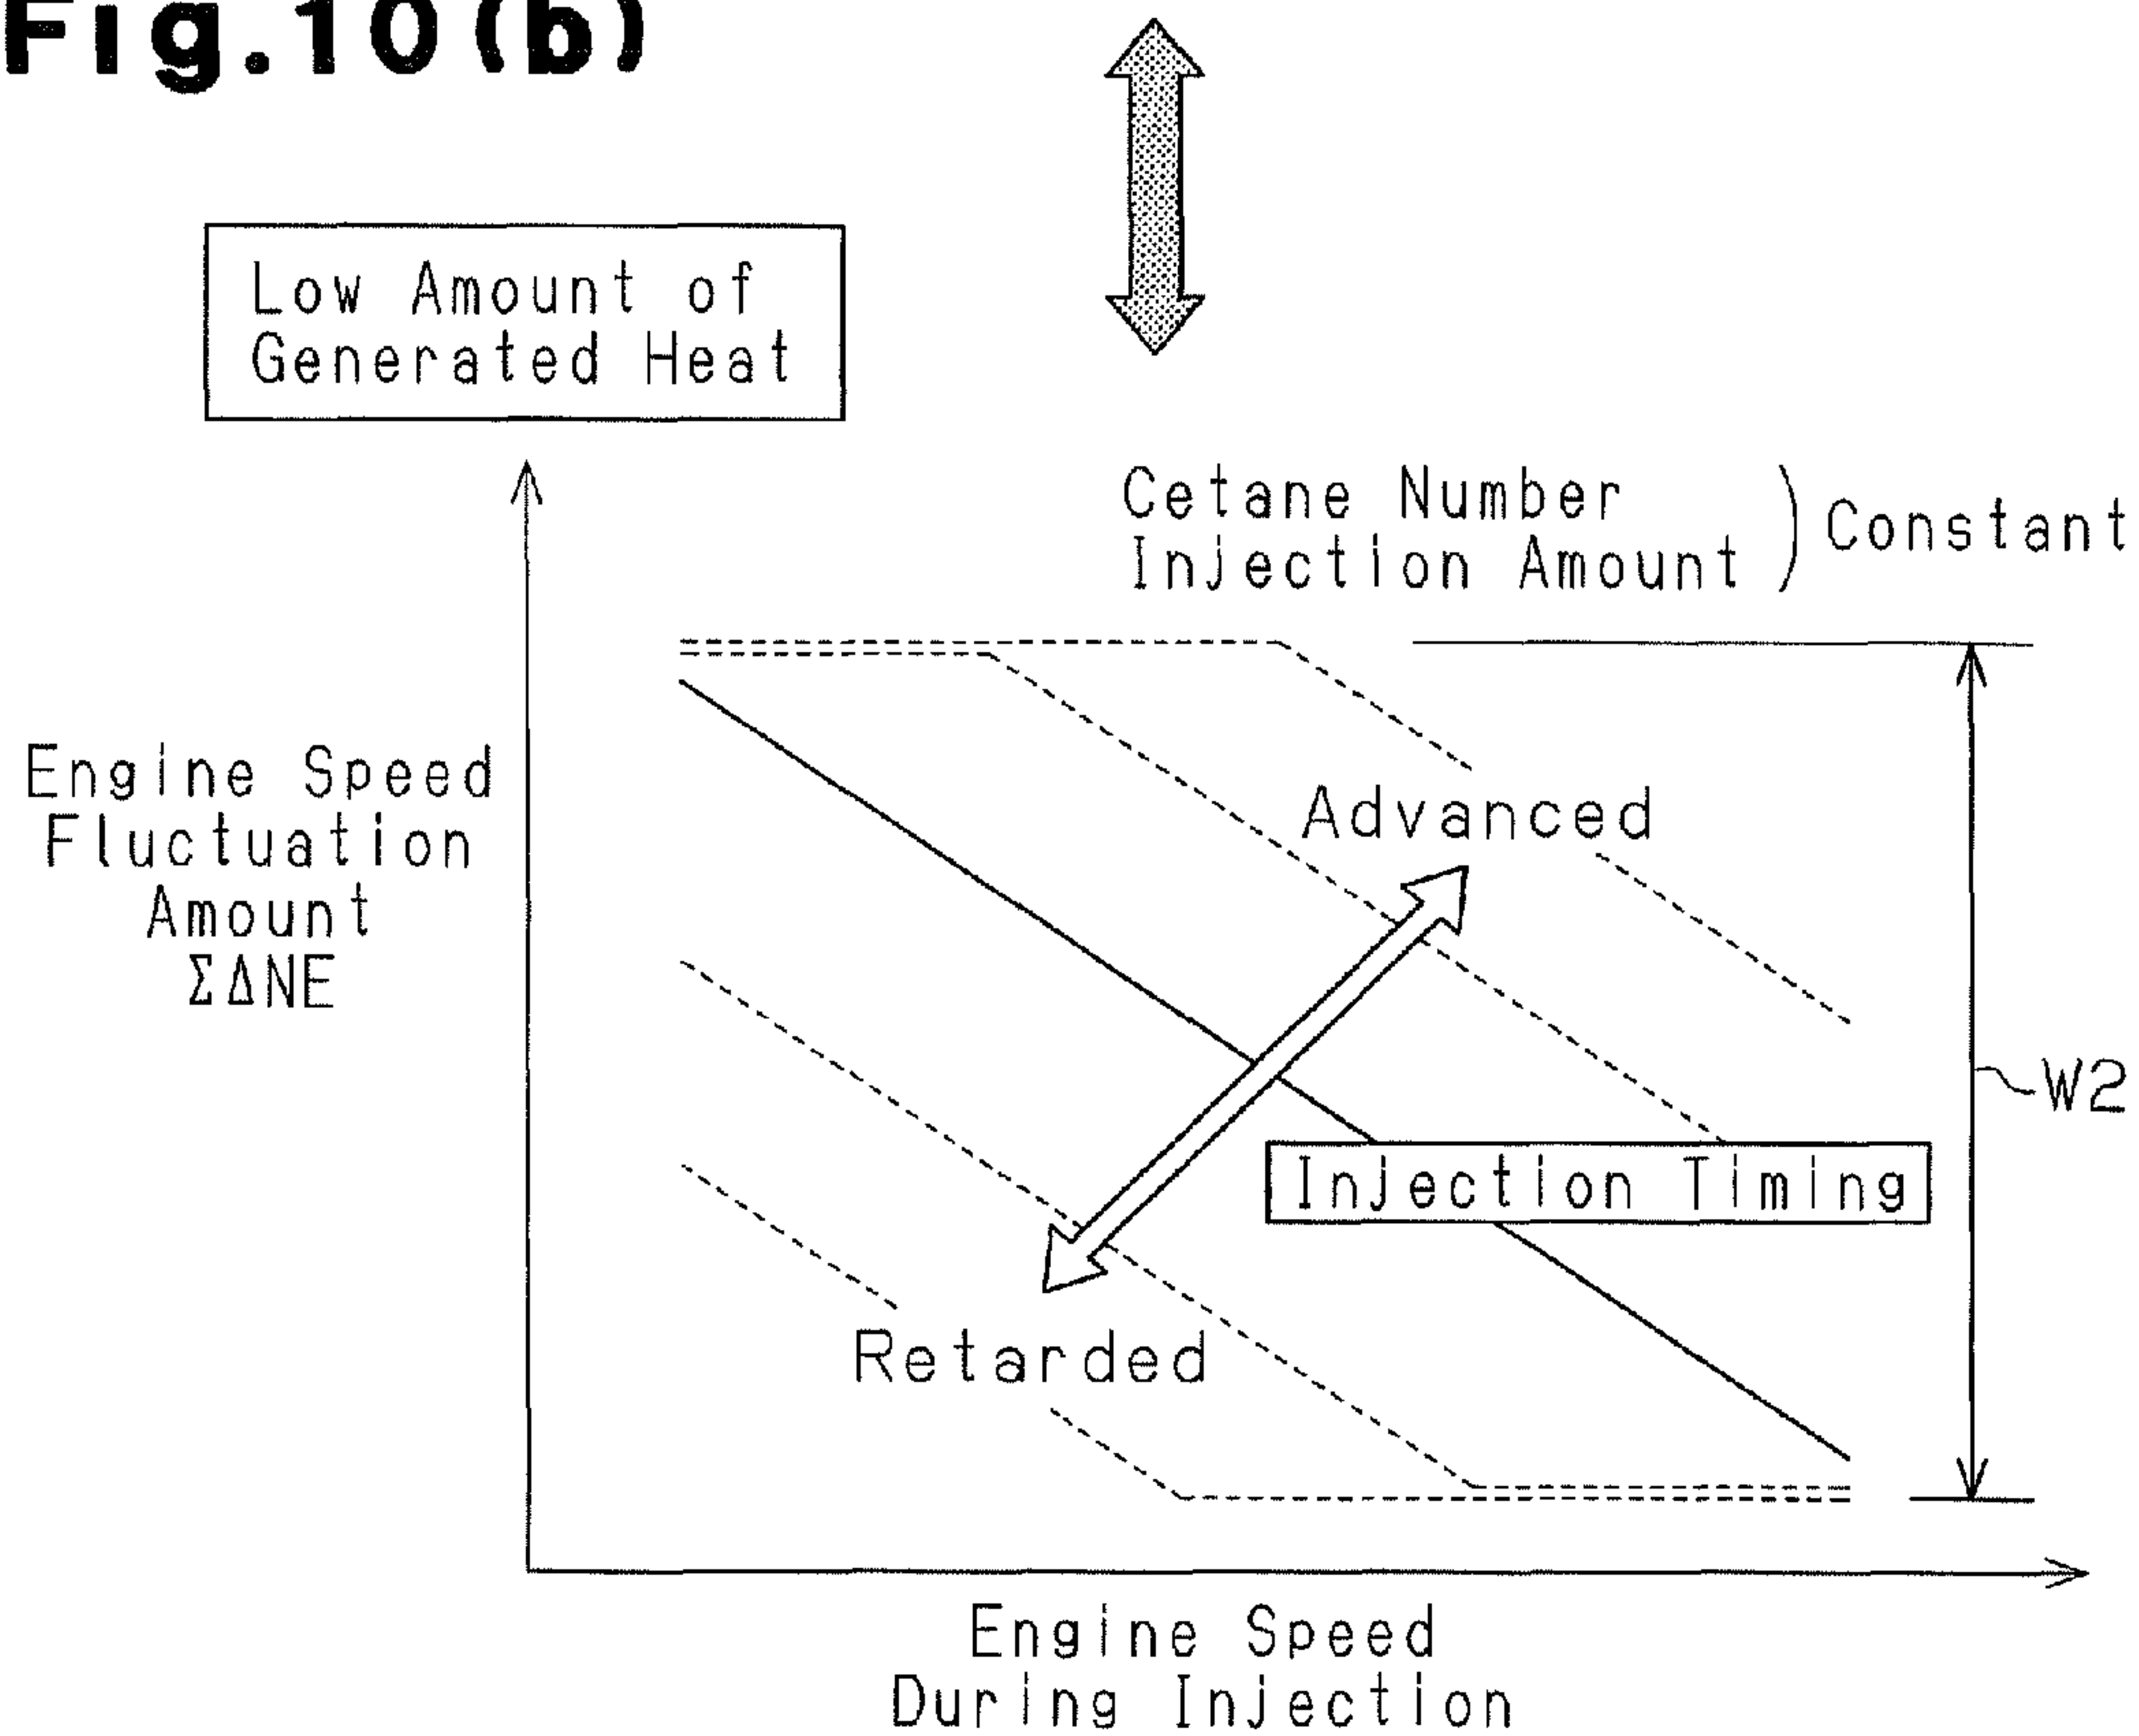 Fig.10(b)
Low Amount of
Generated Heat
Cetane Number
Injection Amount
) Constant
Engine Speed
Fluctuation
Amount
ΣΔNE
Advanced
W2
Injection Timing
Retarded
Engine Speed
During Injection